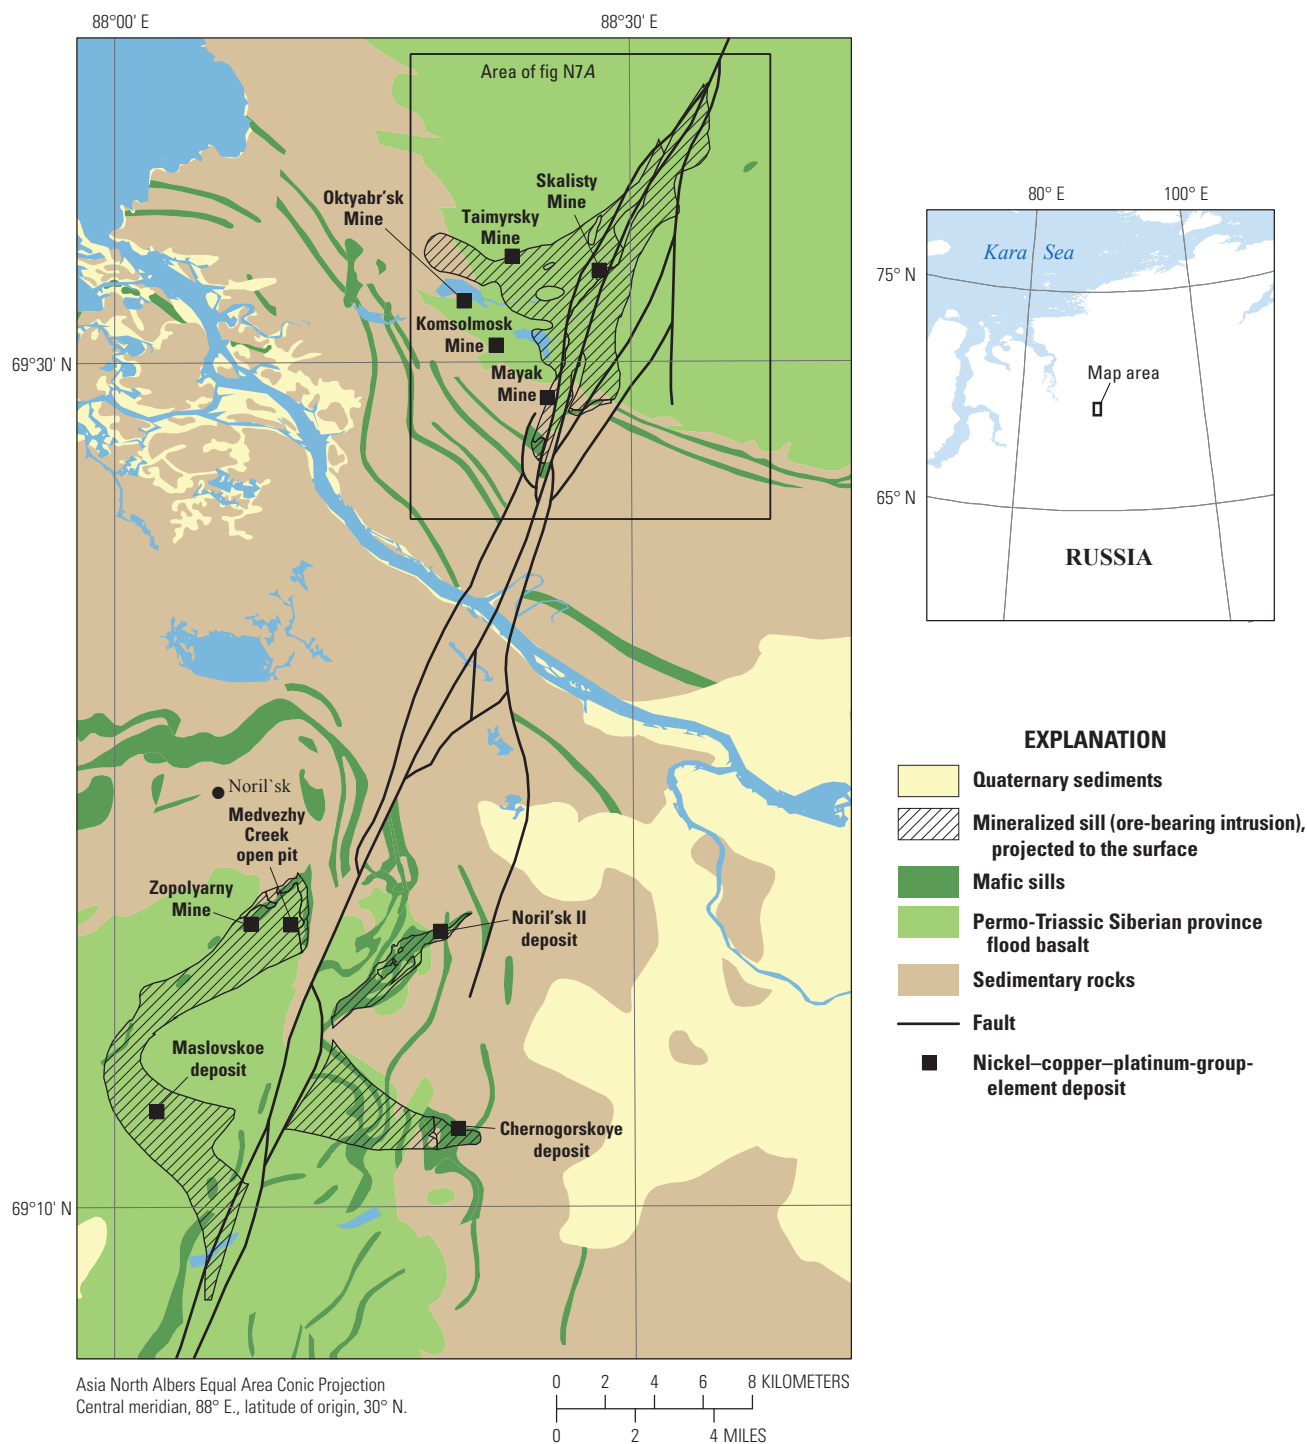 88°00' E
88°30' E
Area of fig N7A
Oktyabr'sk
Mine
Taimyrsky
Mine
Skalisty
Mine
Komsolmosk
Mine
69°30' N
Mayak
Mine
Noril`sk
Medvezhy
Creek
open pit
Zopolyarny
Mine
Noril'sk II
deposit
Maslovskoe
deposit
Chernogorskoye
deposit
69°10' N
Asia North Albers Equal Area Conic Projection
Central meridian, 88° E., latitude of origin, 30° N.
0 2 4 6 8 KILOMETERS
0 2 4 MILES
80° E
100° E
Kara Sea
75° N
Map area
65° N
RUSSIA
EXPLANATION
Quaternary sediments
Mineralized sill (ore-bearing intrusion),
projected to the surface
Mafic sills
Permo-Triassic Siberian province
flood basalt
Sedimentary rocks
Fault
Nickel–copper–platinum-group-
element deposit